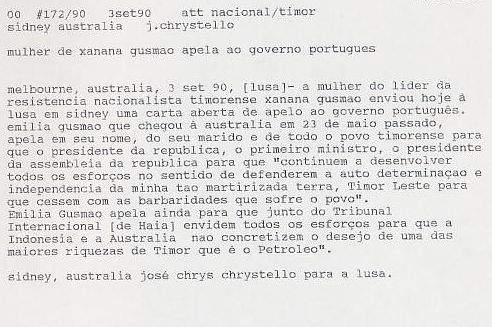 00  #172/90   3set90    att nacional/timor
sidney australia   j.chrystello
mulher de xanana gusmao apela ao governo portugues
melbourne, australia, 3 set 90, [lusa]- a mulher do lider da
resistencia nacionalista timorense xanana gusmao enviou hoje à
lusa em sidney uma carta aberta de apelo ao governo português.
emilia gusmao que chegou à australia em 23 de maio passado,
apela em seu nome, do seu marido e de todo o povo timorense para
que o presidente da republica, o primeiro ministro, o presidente
da assembleia da republica para que "continuem a desenvolver
todos os esforços no sentido de defenderem a auto determinaçao e
independencia da minha tao martirizada terra, Timor Leste para
que cessem com as barbaridades que sofre o povo".
Emilia Gusmao apela ainda para que junto do Tribunal
Internacional [de Haia] envidem todos os esforços para que a
Indonesia e a Australia  nao concretizem o desejo de uma das
maiores riquezas de Timor que é o Petroleo".
sidney, australia josé chrys chrystello para a lusa.